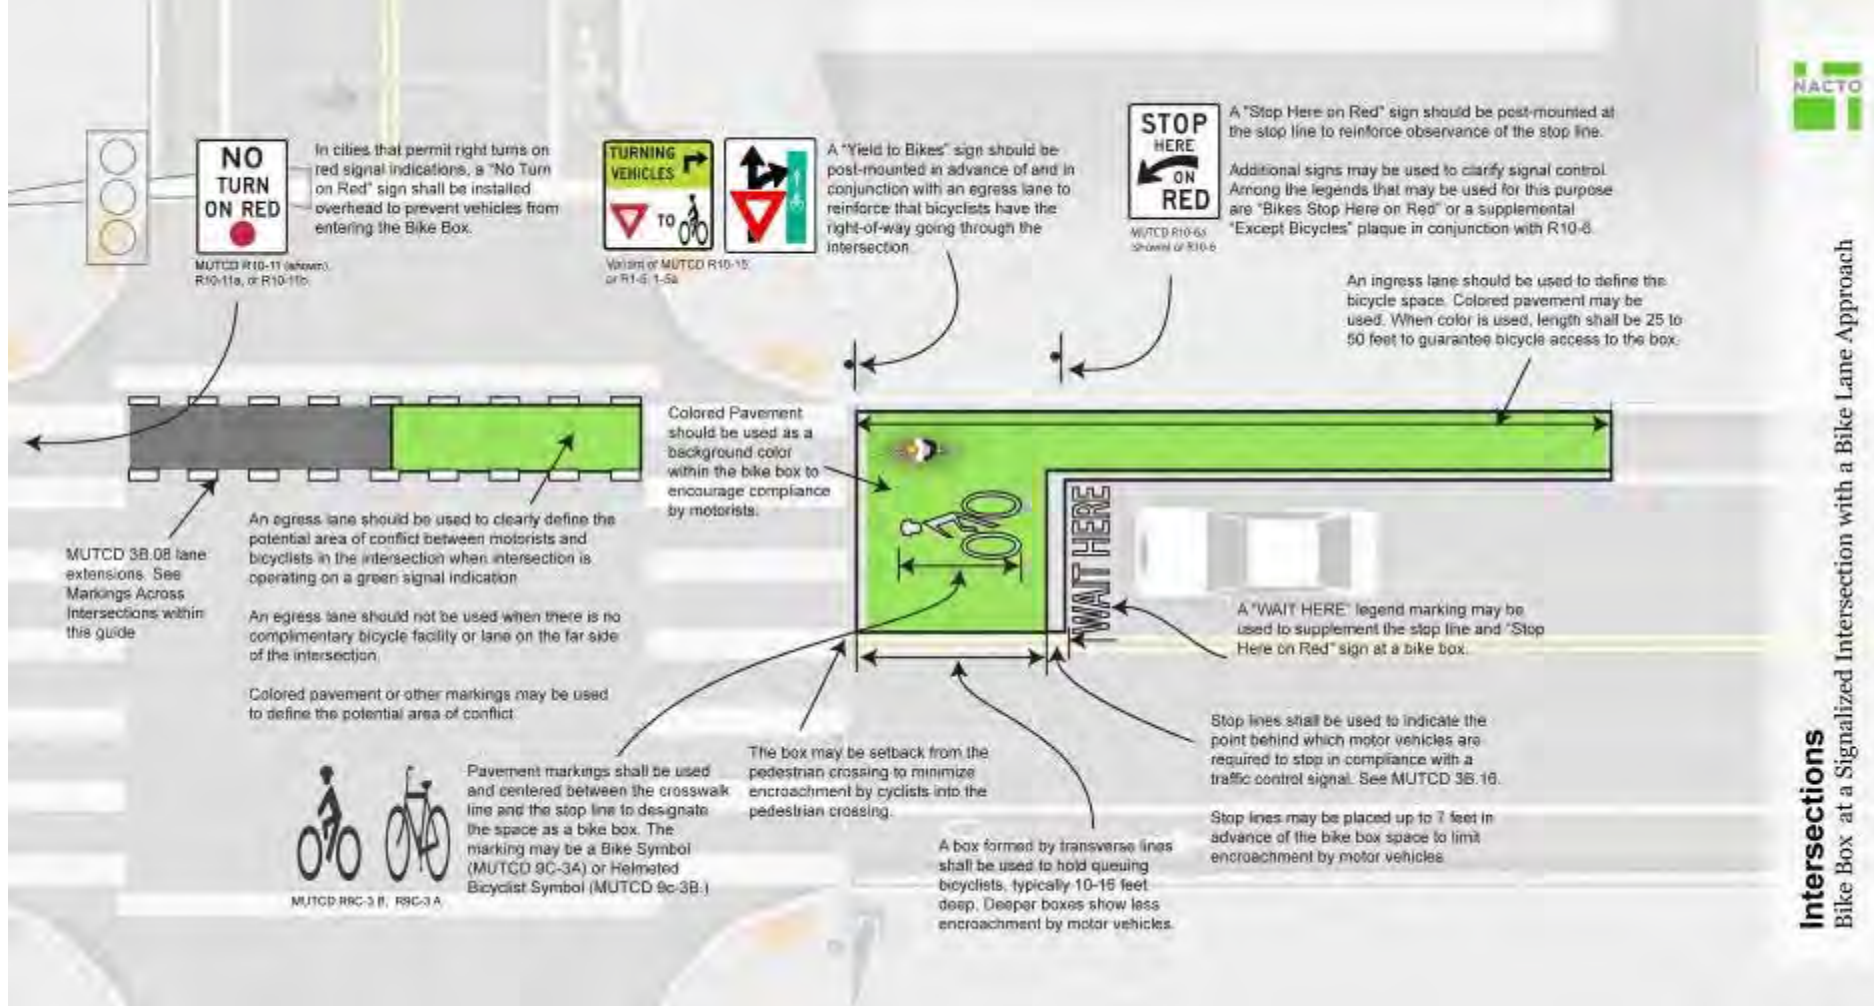 NACTO
NO
TURN
ON RED
MUTCD R10-11 (shown),
R10-11a, or R10-11b.
In cities that permit right turns on
red signal indications, a "No Turn
on Red" sign shall be installed
overhead to prevent vehicles from
entering the Bike Box.
TURNING
VEHICLES
TO
Variant of MUTCD R10-15
or R1-5, 1-5a
A "Yield to Bikes" sign should be
post-mounted in advance of and in
conjunction with an egress lane to
reinforce that bicyclists have the
right-of-way going through the
intersection.
STOP
HERE
ON
RED
MUTCD R10-6a
(shown) or R10-6
A "Stop Here on Red" sign should be post-mounted at
the stop line to reinforce observance of the stop line.
Additional signs may be used to clarify signal control.
Among the legends that may be used for this purpose
are "Bikes Stop Here on Red" or a supplemental
"Except Bicycles" plaque in conjunction with R10-6.
An ingress lane should be used to define the
bicycle space. Colored pavement may be
used. When color is used, length shall be 25 to
50 feet to guarantee bicycle access to the box.
Colored Pavement
should be used as a
background color
within the bike box to
encourage compliance
by motorists.
WAIT HERE
MUTCD 3B.08 lane
extensions. See
Markings Across
Intersections within
this guide
An egress lane should be used to clearly define the
potential area of conflict between motorists and
bicyclists in the intersection when intersection is
operating on a green signal indication
An egress lane should not be used when there is no
complimentary bicycle facility or lane on the far side
of the intersection.
Colored pavement or other markings may be used
to define the potential area of conflict
A "WAIT HERE" legend marking may be
used to supplement the stop line and "Stop
Here on Red" sign at a bike box.
Stop lines shall be used to indicate the
point behind which motor vehicles are
required to stop in compliance with a
traffic control signal. See MUTCD 3B.16.
Stop lines may be placed up to 7 feet in
advance of the bike box space to limit
encroachment by motor vehicles
MUTCD R9C-3 B, R9C-3 A
Pavement markings shall be used
and centered between the crosswalk
line and the stop line to designate
the space as a bike box. The
marking may be a Bike Symbol
(MUTCD 9C-3A) or Helmeted
Bicyclist Symbol (MUTCD 9c-3B.)
The box may be setback from the
pedestrian crossing to minimize
encroachment by cyclists into the
pedestrian crossing.
A box formed by transverse lines
shall be used to hold queuing
bicyclists, typically 10-16 feet
deep. Deeper boxes show less
encroachment by motor vehicles.
Intersections
Bike Box at a Signalized Intersection with a Bike Lane Approach